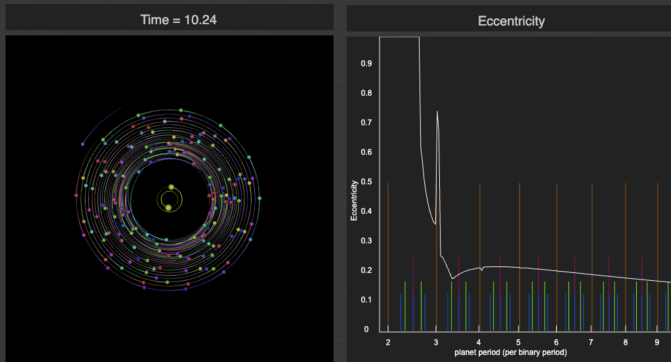 Time = 10.24
Eccentricity
0.9
0.8
0.7
0.6
0.5
0.4
0.3
0.2
0.1
0
Eccentricity
2 3 4 5 6 7 8 9
planet period (per binary period)